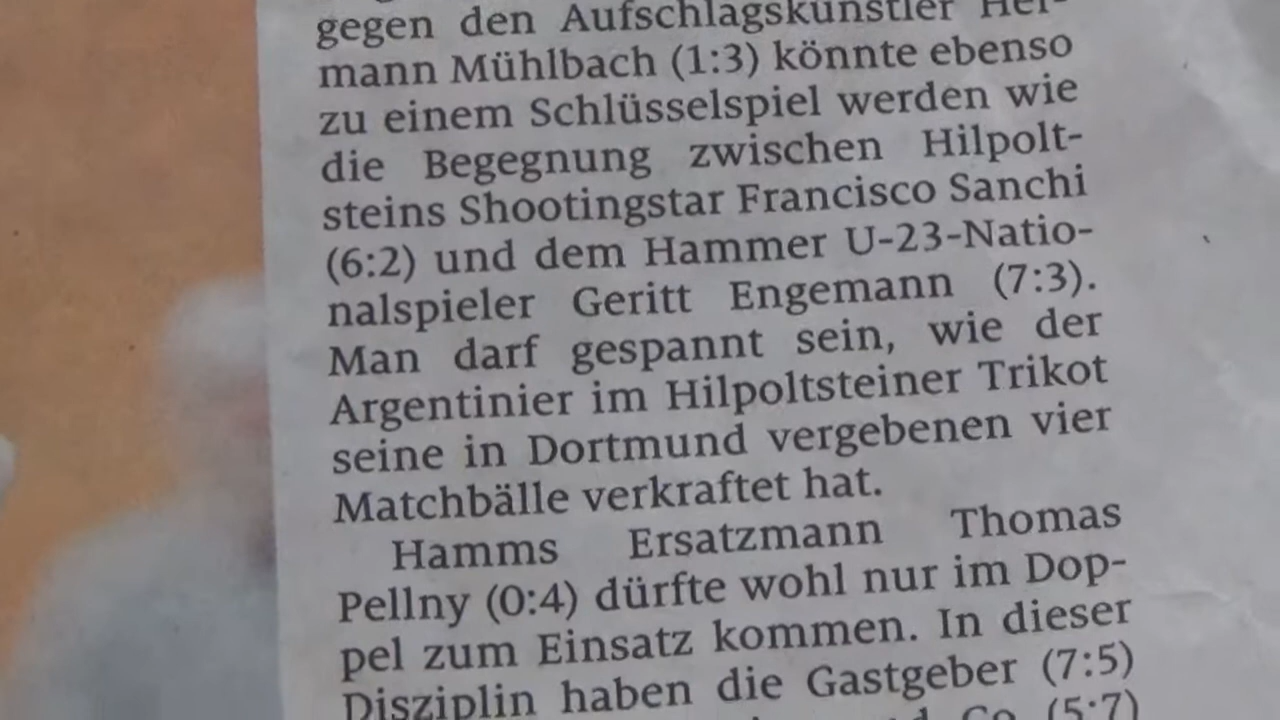 gegen den Aufschlagskünstler Her-
mann Mühlbach (1:3) könnte ebenso
zu einem Schlüsselspiel werden wie
die Begegnung zwischen Hilpolt-
steins Shootingstar Francisco Sanchi
(6:2) und dem Hammer U-23-Natio-
nalspieler Geritt Engemann (7:3).
Man darf gespannt sein, wie der
Argentinier im Hilpoltsteiner Trikot
seine in Dortmund vergebenen vier
Matchbälle verkraftet hat.
Hamms Ersatzmann Thomas
Pellny (0:4) dürfte wohl nur im Dop-
pel zum Einsatz kommen. In dieser
Disziplin haben die Gastgeber (7:5)
Co (5:7)